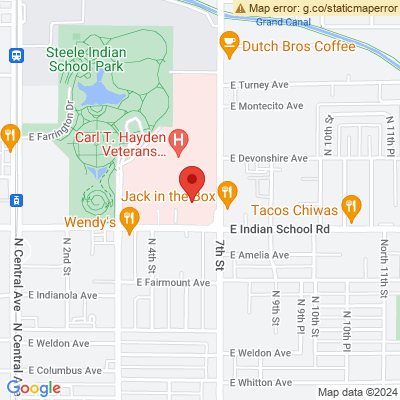 Map error: g.co/staticmaperror
Grand Canal
Steele Indian
School Park
Dutch Bros Coffee
E Turney Ave
E Montecito Ave
E Farrington Dr
Carl T. Hayden
Veterans...
E Devonshire Ave
N 10th Pl
N 11th Pl
Jack in the Box
Tacos Chiwas
Wendy's
E Indian School Rd
N Central Ave
N 2nd St
N 4th St
7th St
E Amelia Ave
North 11th St
E Fairmount Ave
E Indianola Ave
N 9th St
N 9th Pl
N 10th St
N 10th Pl
E Weldon Ave
E Weldon Ave
N Central Ave
E Columbus Ave
E Whitton Ave
Google
Map data ©2024